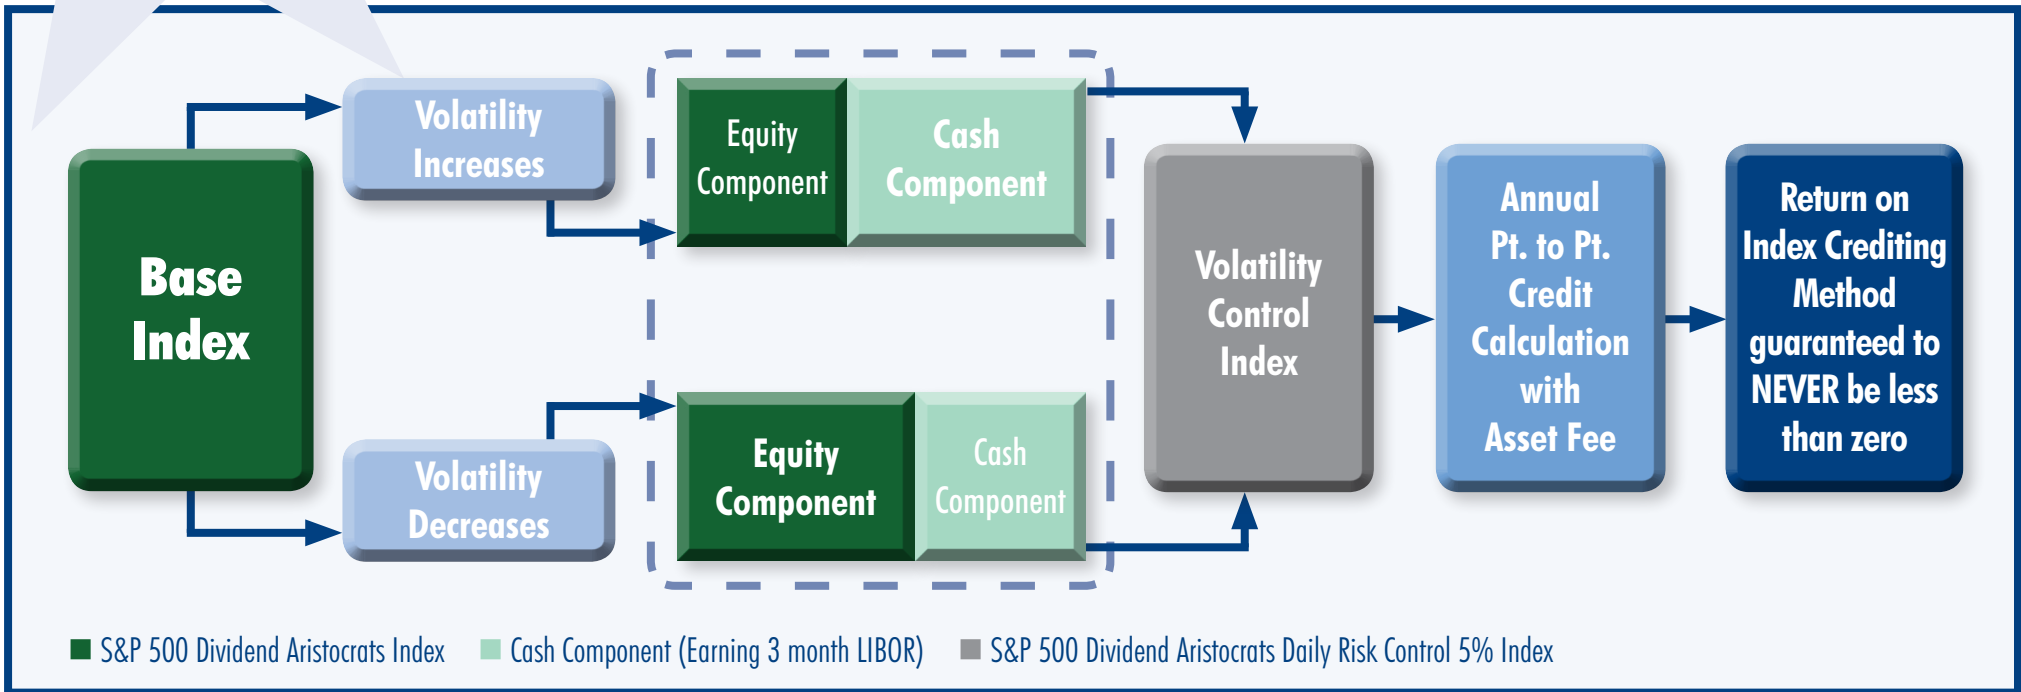 Base
Index
Volatility
Increases
Volatility
Decreases
Equity
Component
Cash
Component
Equity
Component
Cash
Component
Volatility
Control
Index
Annual
Pt. to Pt.
Credit
Calculation
with
Asset Fee
Return on
Index Crediting
Method
guaranteed to
NEVER be less
than zero
S&P 500 Dividend Aristocrats Index
Cash Component (Earning 3 month LIBOR)
S&P 500 Dividend Aristocrats Daily Risk Control 5% Index